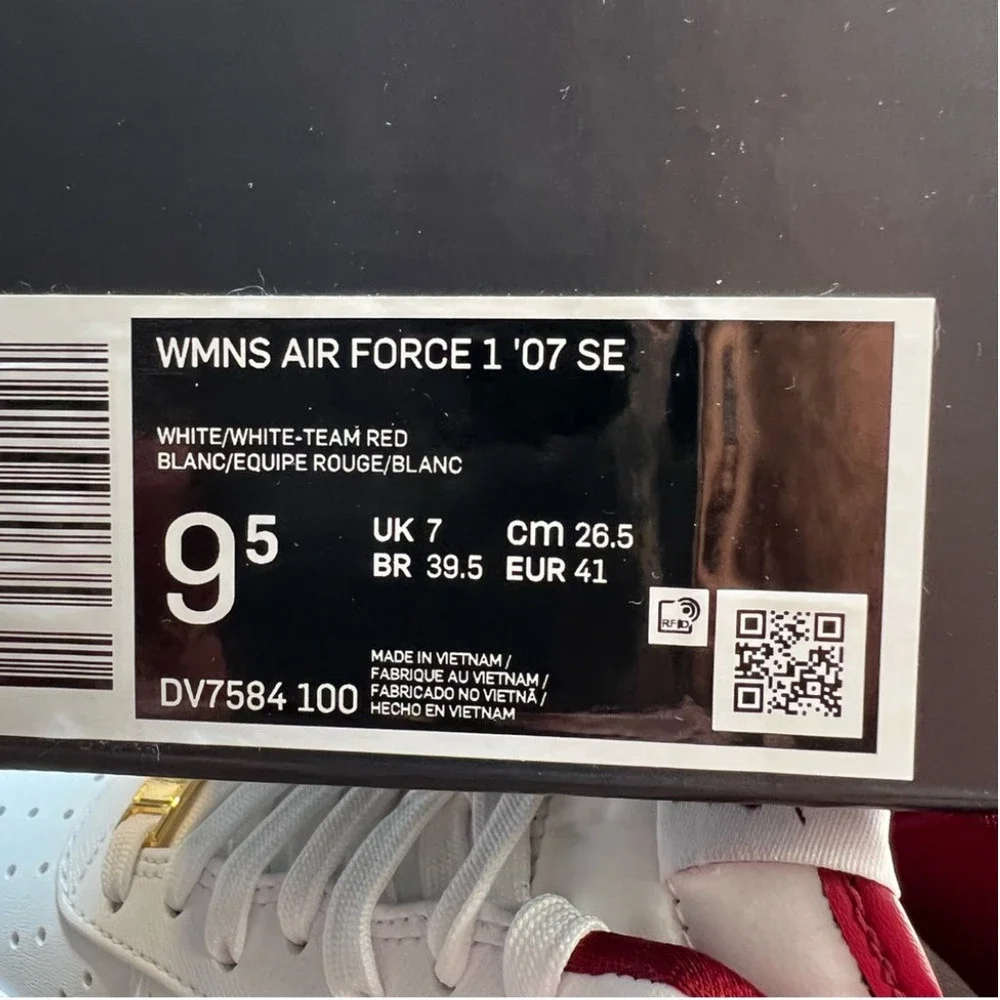 WMNS AIR FORCE 1 '07 SE
WHITE/WHITE-TEAM RED
BLANC/EQUIPE ROUGE/BLANC
9⁵
UK 7 cm 26.5
BR 39.5 EUR 41
RFID
MADE IN VIETNAM /
FABRIQUE AU VIETNAM /
FABRICADO NO VIETNÃ /
HECHO EN VIETNAM
DV7584 100